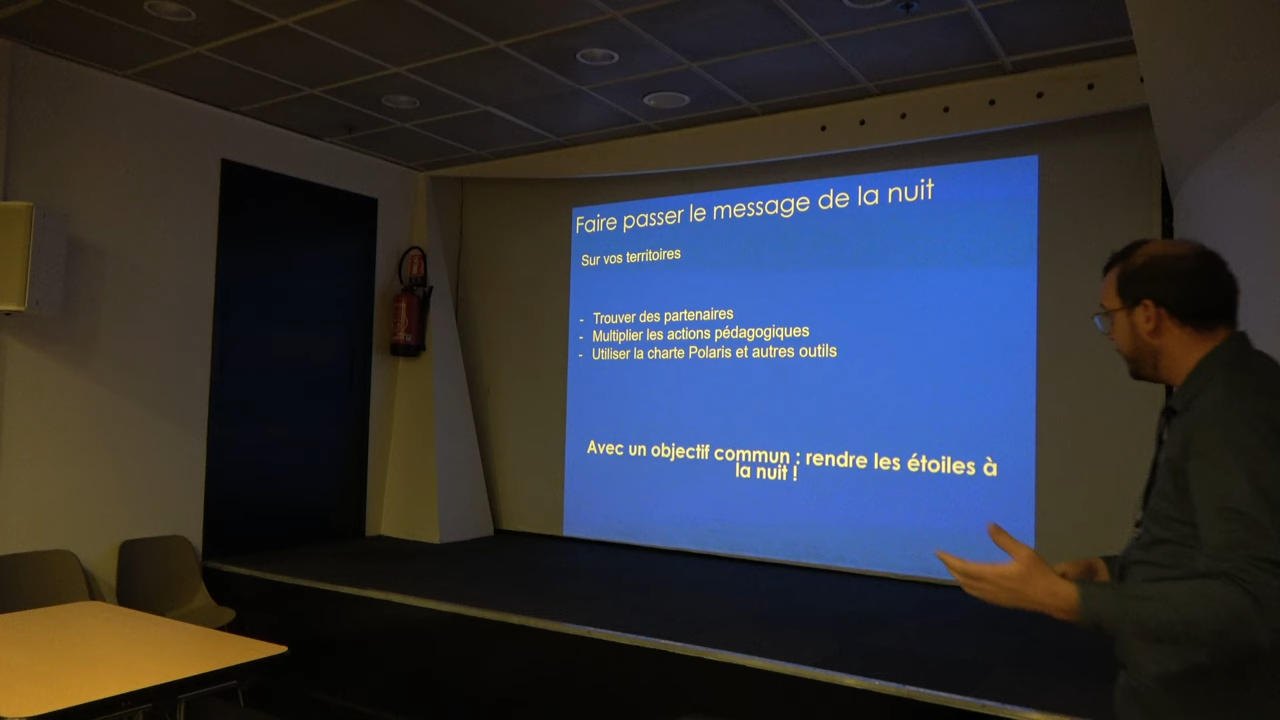 Faire passer le message de la nuit
Sur vos territoires
- Trouver des partenaires
- Multiplier les actions pédagogiques
- Utiliser la charte Polaris et autres outils
Avec un objectif commun : rendre les étoiles à
la nuit !